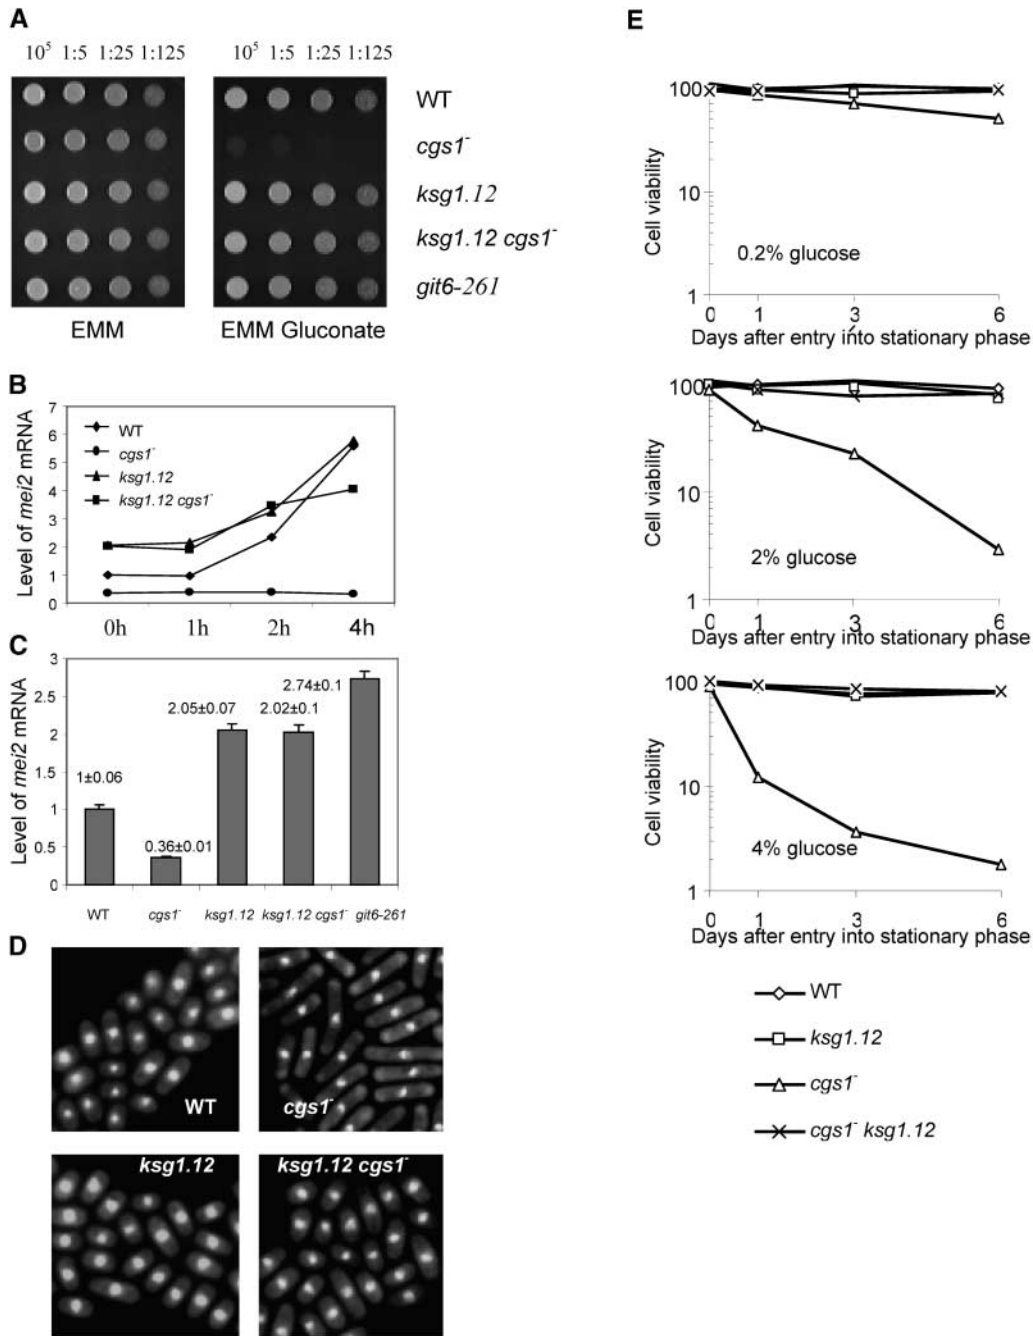 A
10⁵ 1:5 1:25 1:125
10⁵ 1:5 1:25 1:125
WT
cgs1⁻
ksg1.12
ksg1.12 cgs1⁻
git6-261
EMM
EMM Gluconate
B
Level of mei2 mRNA
7
6
5
4
3
2
1
0
WT
cgs1⁻
ksg1.12
ksg1.12 cgs1⁻
0h 1h 2h 4h
C
Level of mei2 mRNA
3
2.5
2
1.5
1
0.5
0
1±0.06
0.36±0.01
2.05±0.07
2.02±0.1
2.74±0.1
WT cgs1⁻ ksg1.12 ksg1.12 cgs1⁻ git6-261
D
WT
cgs1⁻
ksg1.12
ksg1.12 cgs1⁻
E
Cell viability
100
10
1
0.2% glucose
0 1 3 6
Days after entry into stationary phase
Cell viability
100
10
1
2% glucose
0 1 3 6
Days after entry into stationary phase
Cell viability
100
10
1
4% glucose
0 1 3 6
Days after entry into stationary phase
WT
ksg1.12
cgs1⁻
cgs1⁻ ksg1.12